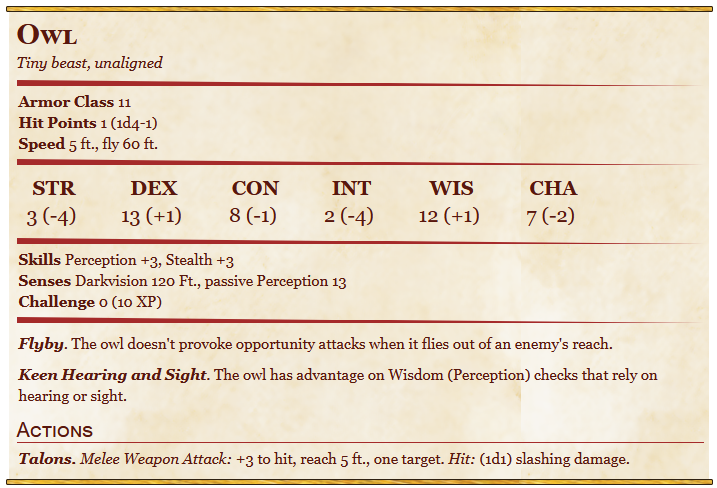 Owl
Tiny beast, unaligned
Armor Class 11
Hit Points 1 (1d4-1)
Speed 5 ft., fly 60 ft.
STR DEX CON INT WIS CHA
3 (-4) 13 (+1) 8 (-1) 2 (-4) 12 (+1) 7 (-2)
Skills Perception +3, Stealth +3
Senses Darkvision 120 Ft., passive Perception 13
Challenge 0 (10 XP)
Flyby. The owl doesn't provoke opportunity attacks when it flies out of an enemy's reach.
Keen Hearing and Sight. The owl has advantage on Wisdom (Perception) checks that rely on
hearing or sight.
Actions
Talons. Melee Weapon Attack: +3 to hit, reach 5 ft., one target. Hit: (1d1) slashing damage.